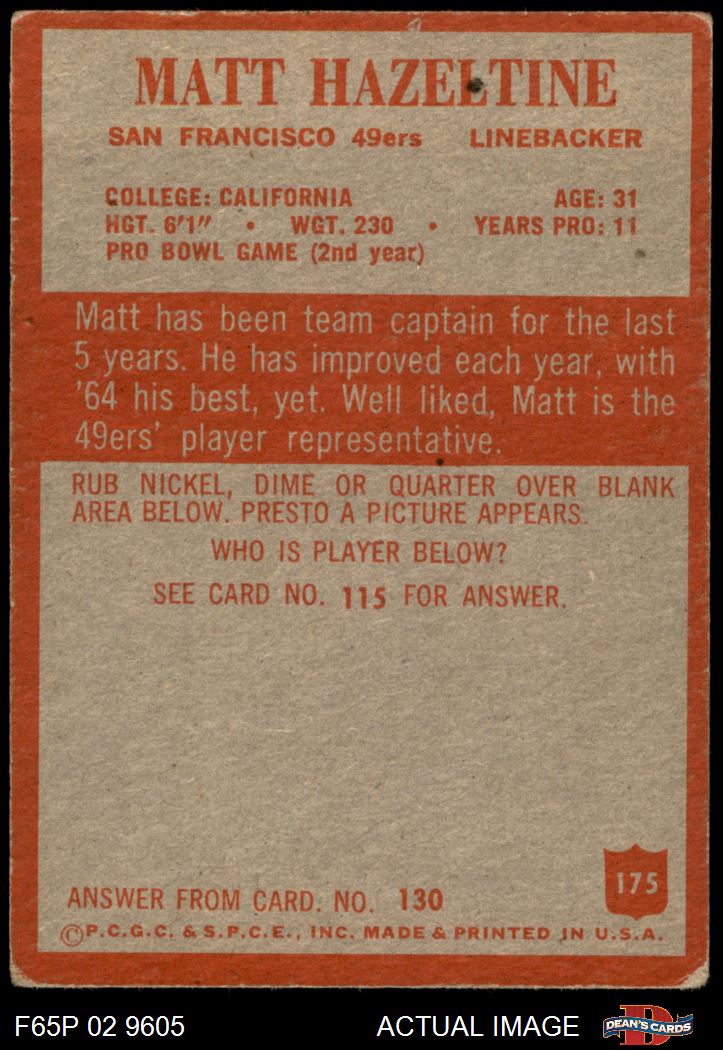 MATT HAZELTINE
SAN FRANCISCO 49ers LINEBACKER
COLLEGE: CALIFORNIA AGE: 31
HGT. 6'1" • WGT. 230 • YEARS PRO: 11
PRO BOWL GAME (2nd year)
Matt has been team captain for the last
5 years. He has improved each year, with
'64 his best, yet. Well liked, Matt is the
49ers' player representative.
RUB NICKEL, DIME OR QUARTER OVER BLANK
AREA BELOW. PRESTO A PICTURE APPEARS.
WHO IS PLAYER BELOW?
SEE CARD NO. 115 FOR ANSWER.
175
ANSWER FROM CARD. NO. 130
©P.C.G.C. & S.P.C.E., INC. MADE & PRINTED IN U.S.A.
F65P 02 9605 ACTUAL IMAGE D DEAN'S CARDS